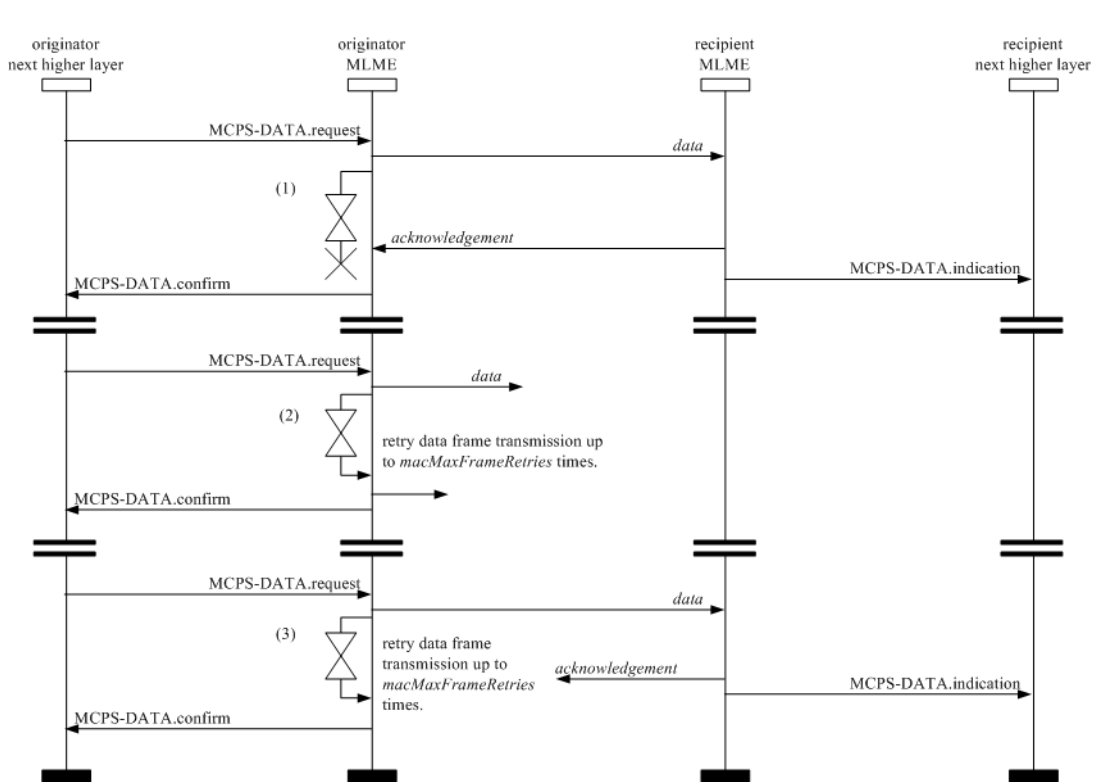 originator
next higher layer
originator
MLME
recipient
MLME
recipient
next higher layer
MCPS-DATA.request
data
(1)
acknowledgement
MCPS-DATA.indication
MCPS-DATA.confirm
MCPS-DATA.request
data
(2)
retry data frame transmission up
to macMaxFrameRetries times.
MCPS-DATA.confirm
MCPS-DATA.request
data
(3)
retry data frame
transmission up to
macMaxFrameRetries
times.
acknowledgement
MCPS-DATA.indication
MCPS-DATA.confirm